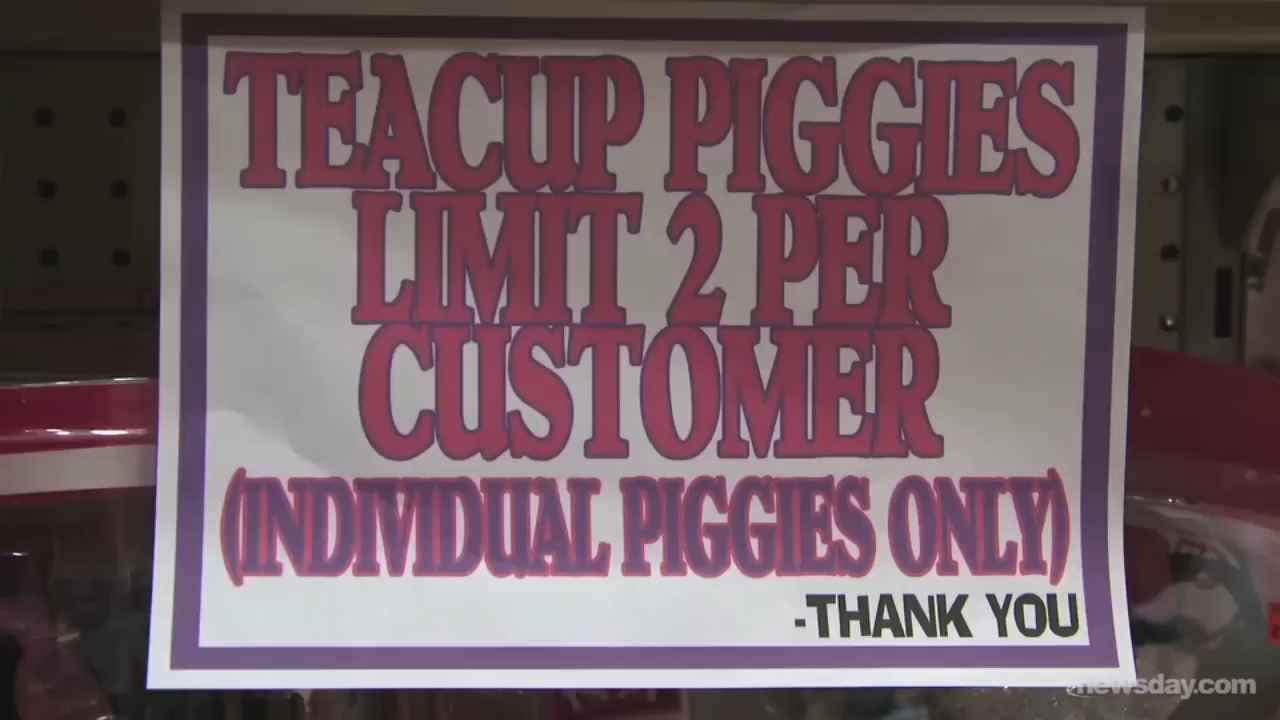 TEACUP PIGGIES
LIMIT 2 PER
CUSTOMER
(INDIVIDUAL PIGGIES ONLY)
-THANK YOU
newsday.com